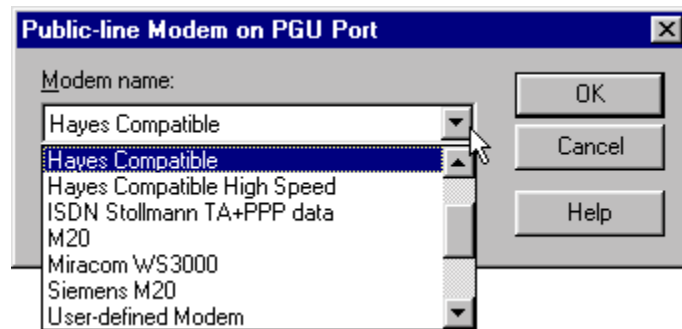 Public-line Modem on PGU Port
Modem name:
Hayes Compatible
Hayes Compatible
Hayes Compatible High Speed
ISDN Stollmann TA+PPP data
M20
Miracom WS3000
Siemens M20
User-defined Modem
OK
Cancel
Help